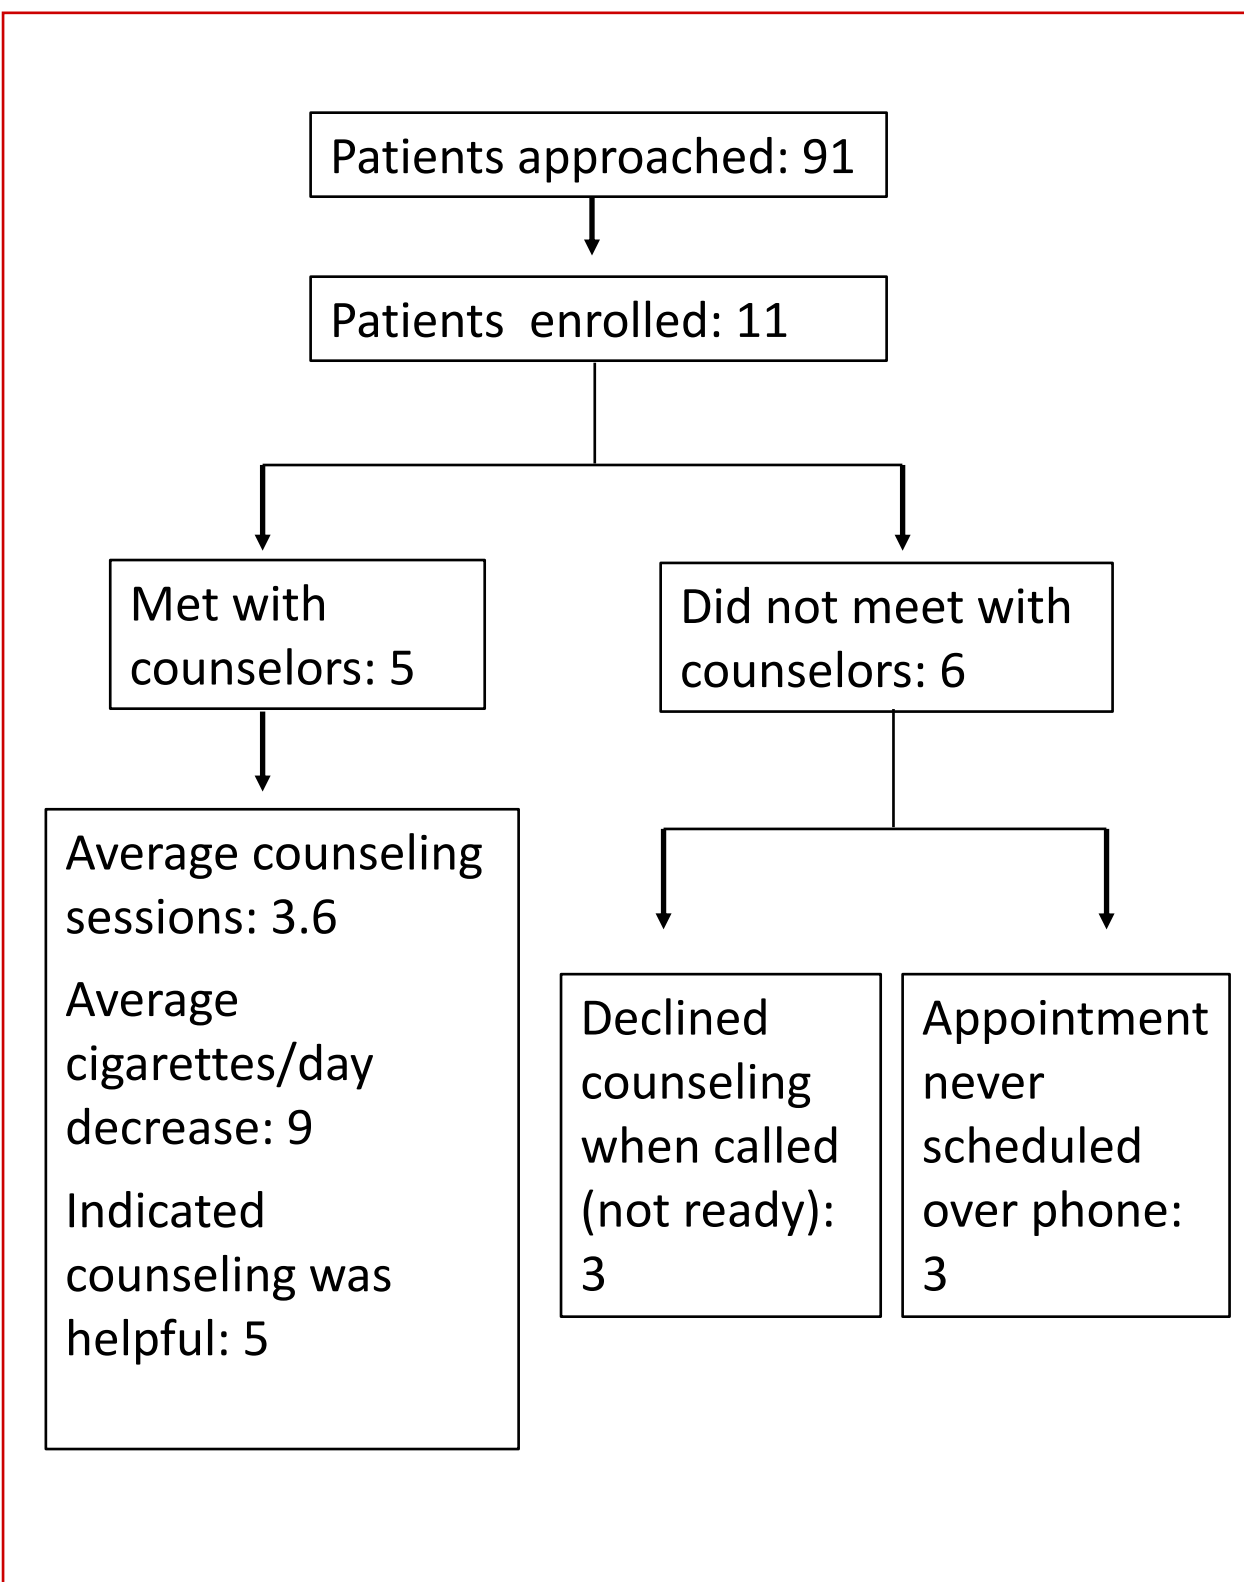 Patients approached: 91
Patients  enrolled: 11
Met with
counselors: 5
Did not meet with
counselors: 6
Average counseling
sessions: 3.6
Average
cigarettes/day
decrease: 9
Indicated
counseling was
helpful: 5
Declined
counseling
when called
(not ready):
3
Appointment
never
scheduled
over phone:
3